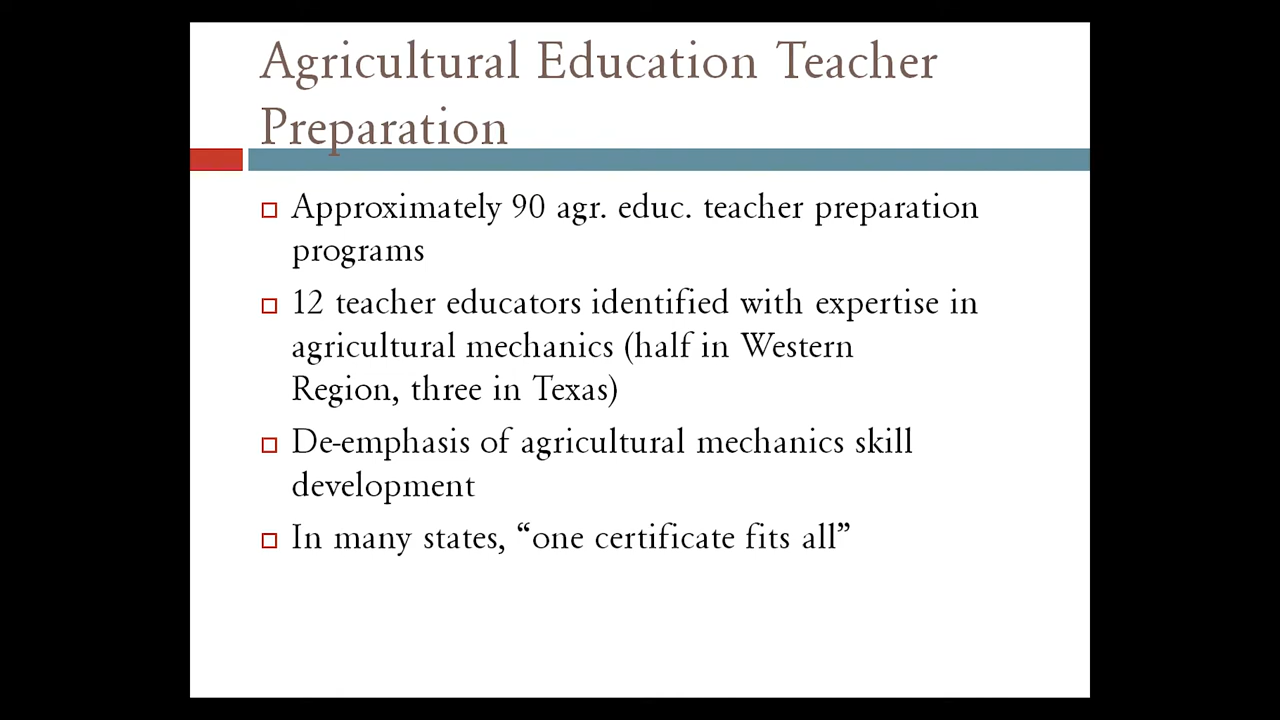 Agricultural Education Teacher
Preparation
Approximately 90 agr. educ. teacher preparation
programs
12 teacher educators identified with expertise in
agricultural mechanics (half in Western
Region, three in Texas)
De-emphasis of agricultural mechanics skill
development
In many states, “one certificate fits all”